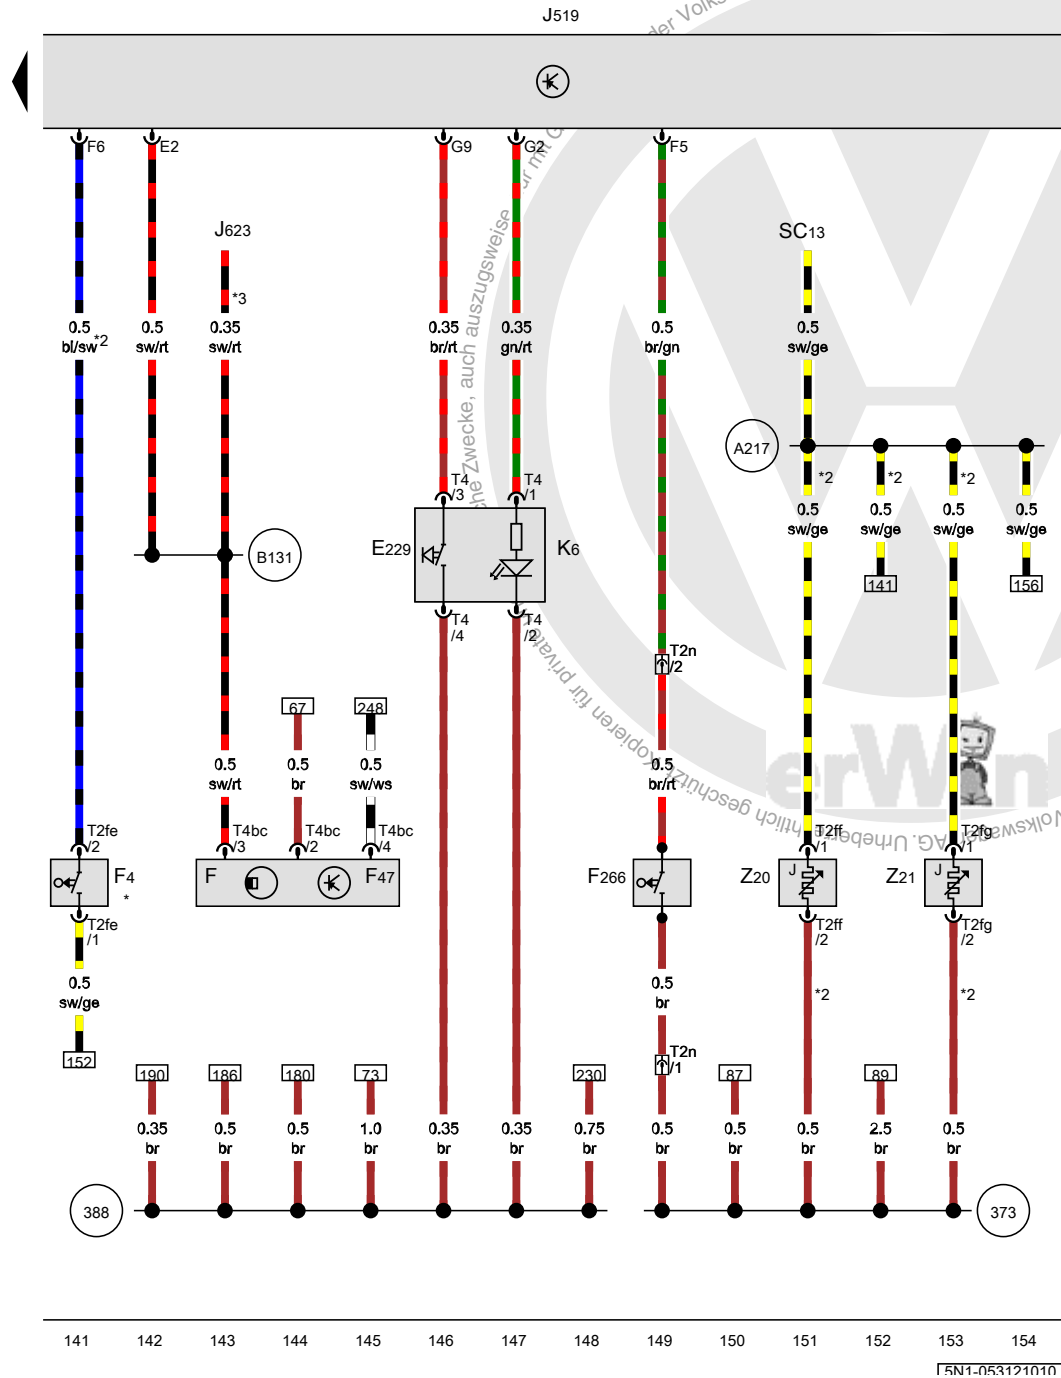 J519
F6
E2
G9
G2
F5
J623
SC13
*3
0.5
bl/sw*2
0.5
sw/rt
0.35
sw/rt
0.35
br/rt
0.35
gn/rt
0.5
br/gn
0.5
sw/ge
A217
*2
*2
*2
T4
/3
T4
/1
0.5
sw/ge
0.5
sw/ge
0.5
sw/ge
0.5
sw/ge
B131
E229
K6
141
156
T4
/4
T4
/2
T2n
/2
67
248
0.5
sw/rt
0.5
br
0.5
sw/ws
0.5
br/rt
T2fe
/2
T4bc
/3
T4bc
/2
T4bc
/4
T2ff
/1
T2fg
/1
F4
*
F
F47
F266
Z20
J
Z21
J
T2fe
/1
T2ff
/2
T2fg
/2
0.5
sw/ge
0.5
br
*2
*2
152
T2n
/1
190
186
180
73
230
87
89
0.35
br
0.5
br
0.5
br
1.0
br
0.35
br
0.35
br
0.75
br
0.5
br
0.5
br
0.5
br
2.5
br
0.5
br
388
373
141 142 143 144 145 146 147 148 149 150 151 152 153 154
5N1-053121010